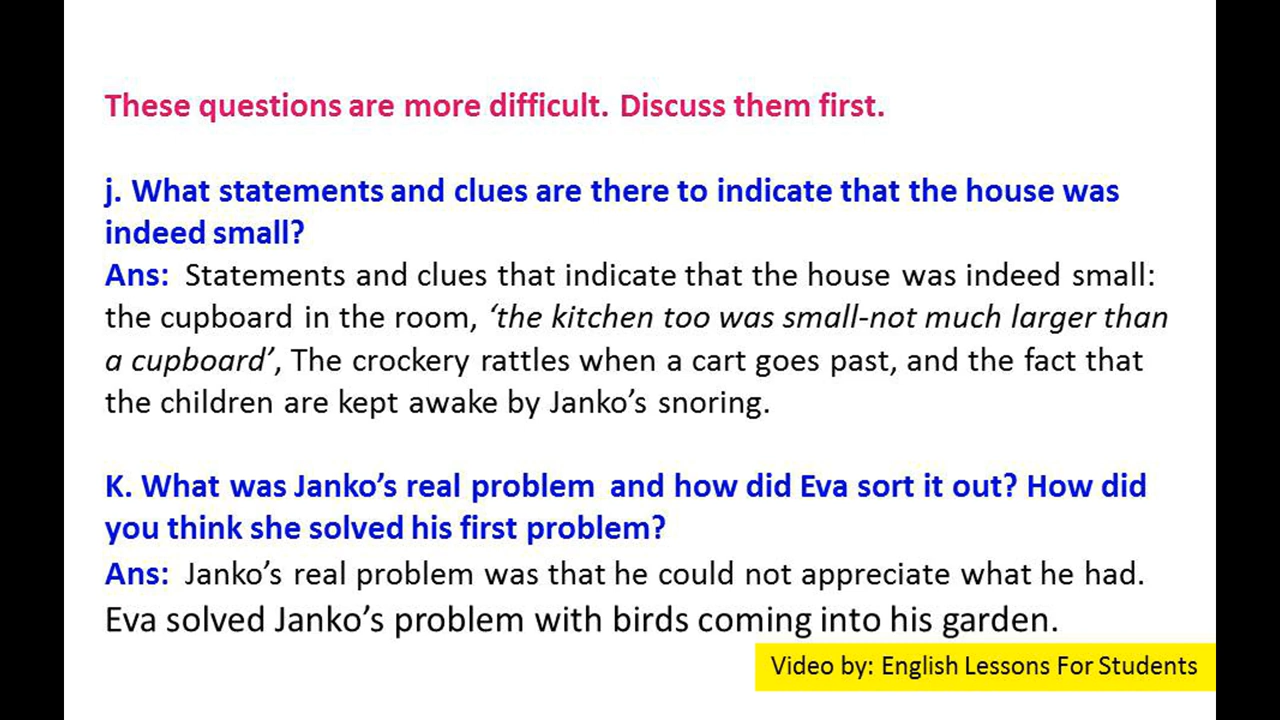 These questions are more difficult. Discuss them first.
j. What statements and clues are there to indicate that the house was
indeed small?
Ans: Statements and clues that indicate that the house was indeed small:
the cupboard in the room, ‘the kitchen too was small-not much larger than
a cupboard’, The crockery rattles when a cart goes past, and the fact that
the children are kept awake by Janko’s snoring.
K. What was Janko’s real problem and how did Eva sort it out? How did
you think she solved his first problem?
Ans: Janko’s real problem was that he could not appreciate what he had.
Eva solved Janko’s problem with birds coming into his garden.
Video by: English Lessons For Students